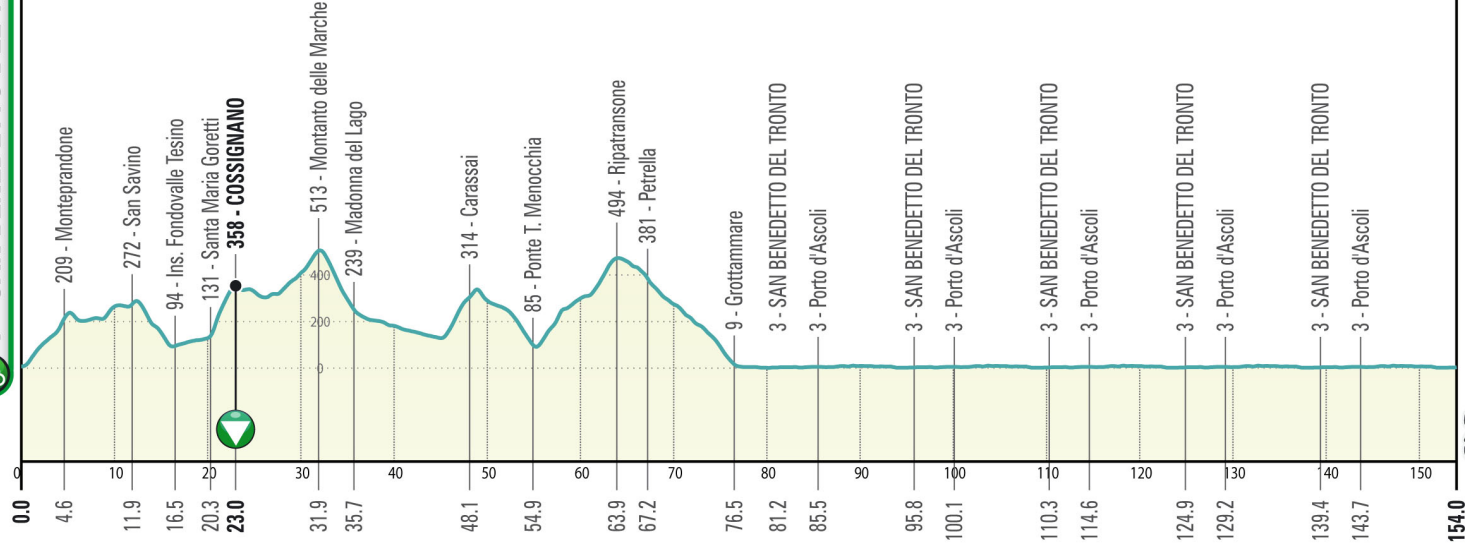 209 - Monteprandone
272 - San Savino
94 - Ins. Fondovalle Tesino
131 - Santa Maria Goretti
358 - COSSIGNANO
513 - Montanto delle Marche
239 - Madonna del Lago
314 - Carassai
85 - Ponte T. Menocchia
494 - Ripatransone
381 - Petrella
9 - Grottammare
3 - SAN BENEDETTO DEL TRONTO
3 - Porto d'Ascoli
3 - SAN BENEDETTO DEL TRONTO
3 - Porto d'Ascoli
3 - SAN BENEDETTO DEL TRONTO
3 - Porto d'Ascoli
3 - SAN BENEDETTO DEL TRONTO
3 - Porto d'Ascoli
3 - SAN BENEDETTO DEL TRONTO
3 - Porto d'Ascoli
400
200
0
0 10 20 30 40 50 60 70 80 90 100 110 120 130 140 150
0.0
4.6
11.9
16.5
20.3
23.0
31.9
35.7
48.1
54.9
63.9
67.2
76.5
81.2
85.5
95.8
100.1
110.3
114.6
124.9
129.2
139.4
143.7
154.0